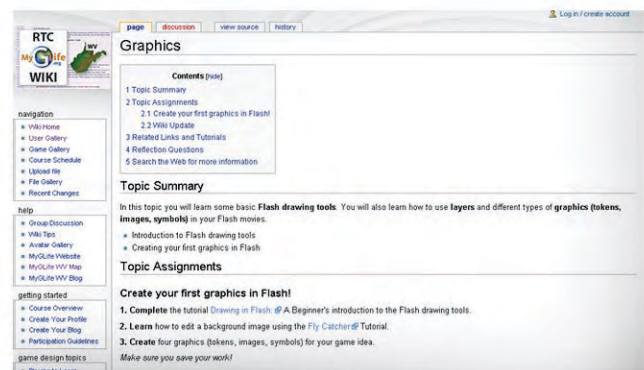 Log in / create account
page discussion view source history
RTC
MyGLife.org
WV
WIKI
Graphics
Contents [hide]
1 Topic Summary
2 Topic Assignments
2.1 Create your first graphics in Flash!
2.2 Wiki Update
3 Related Links and Tutorials
4 Reflection Questions
5 Search the Web for more information
navigation
Wiki Home
User Gallery
Game Gallery
Course Schedule
Upload file
File Gallery
Recent Changes
help
Group Discussion
Wiki Tips
Avatar Gallery
MyGLife Website
MyGLife WV Map
MyGLife WV Blog
getting started
Course Overview
Create Your Profile
Create Your Blog
Participation Guidelines
game design topics
Topic Summary
In this topic you will learn some basic Flash drawing tools. You will also learn how to use layers and different types of graphics (tokens,
images, symbols) in your Flash movies.
Introduction to Flash drawing tools
Creating your first graphics in Flash
Topic Assignments
Create your first graphics in Flash!
1. Complete the tutorial Drawing in Flash: A Beginner's introduction to the Flash drawing tools.
2. Learn how to edit a background image using the Fly Catcher Tutorial.
3. Create four graphics (tokens, images, symbols) for your game idea.
Make sure you save your work!